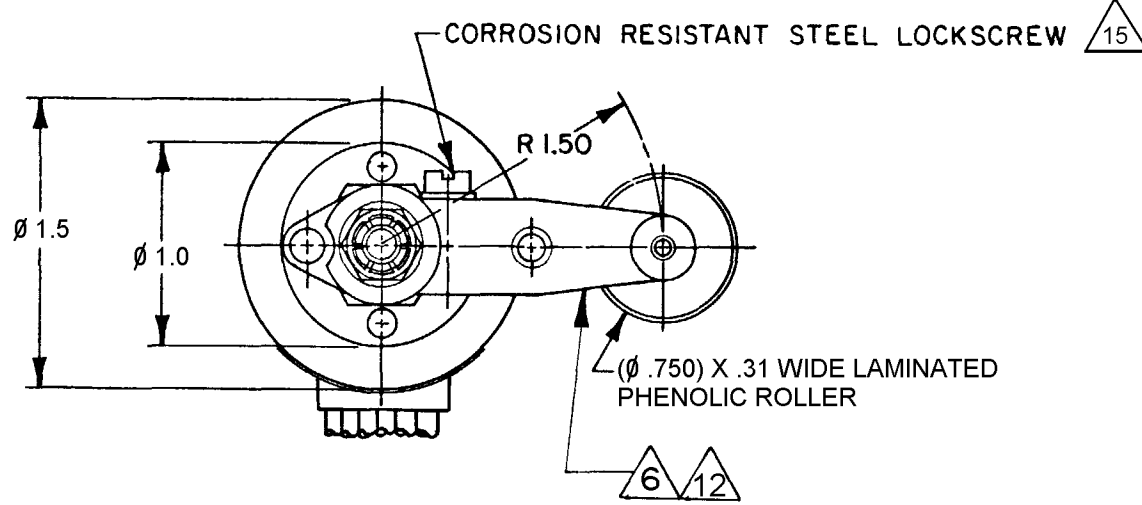 CORROSION RESISTANT STEEL LOCKSCREW 15
R 1.50
Ø 1.5
Ø 1.0
(Ø .750) X .31 WIDE LAMINATED
PHENOLIC ROLLER
6 12